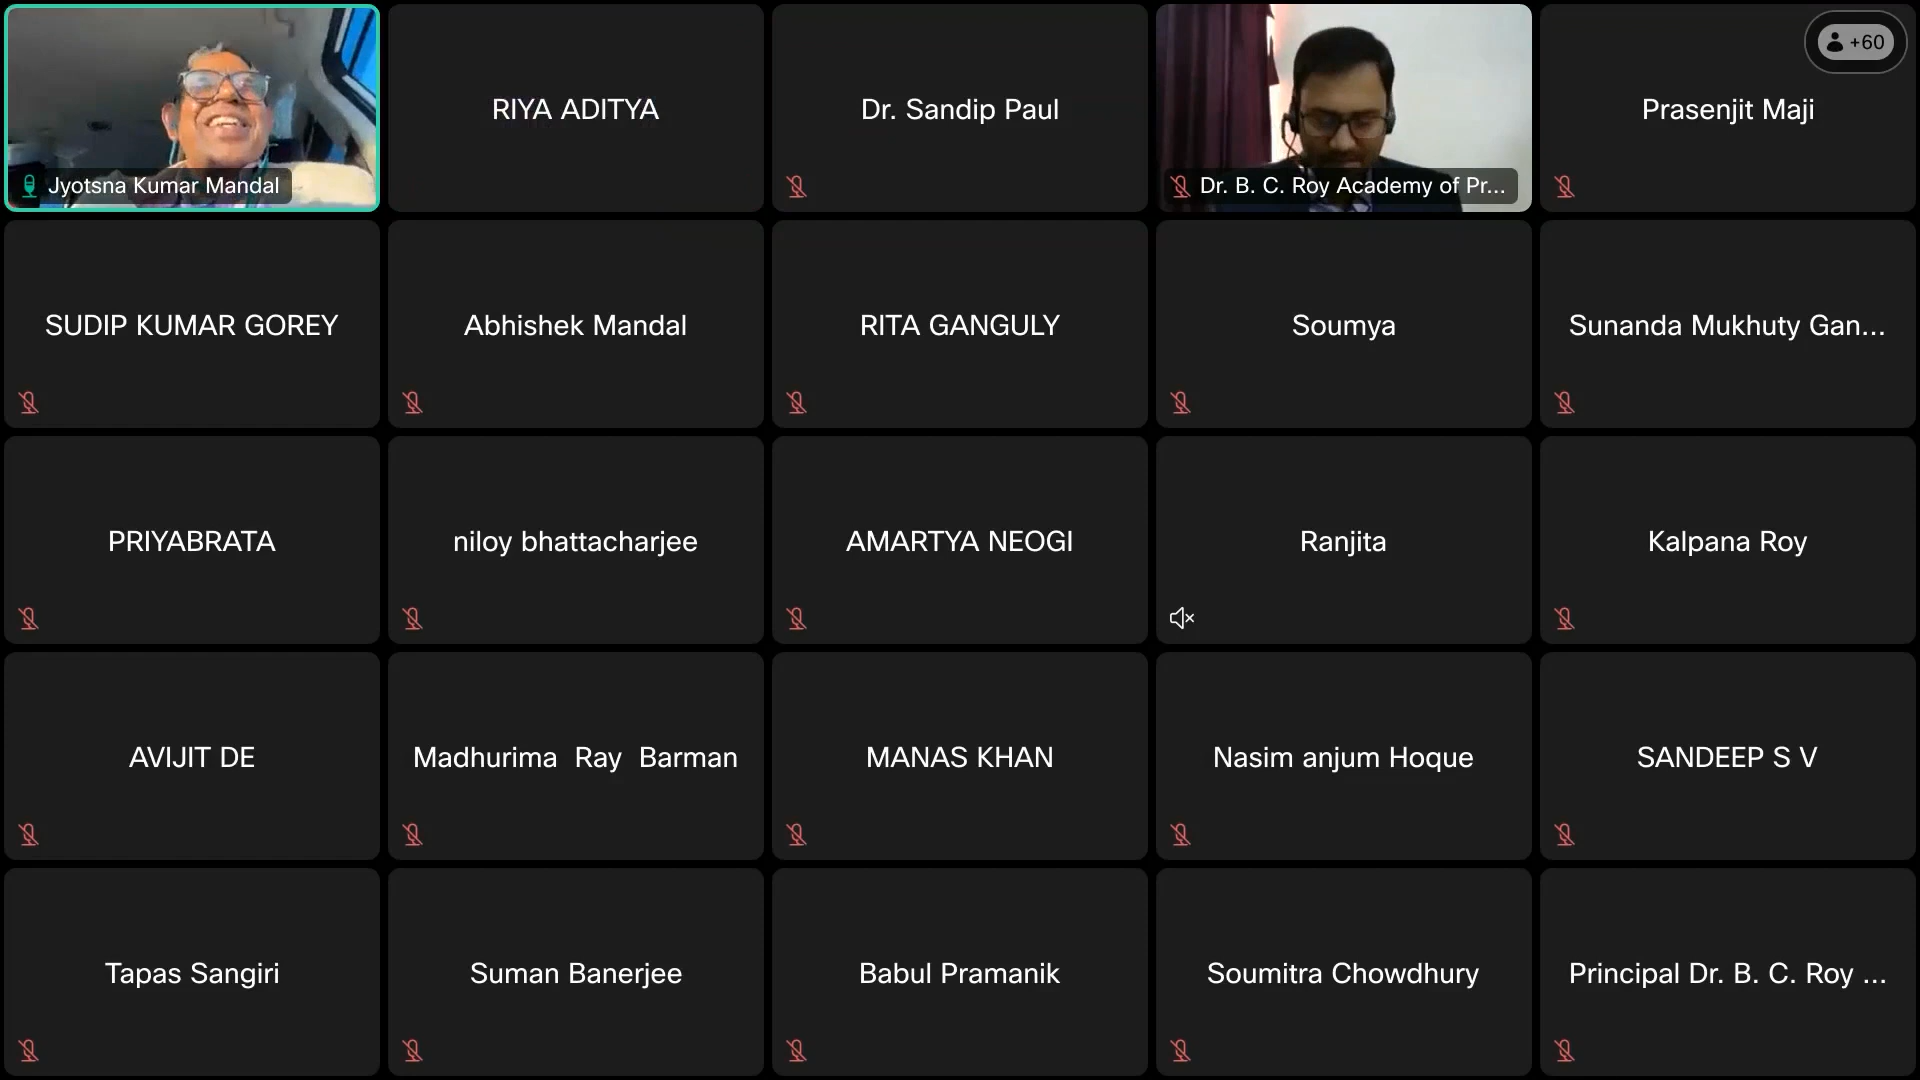 Jyotsna Kumar Mandal
RIYA ADITYA
Dr. Sandip Paul
Dr. B. C. Roy Academy of Pr...
Prasenjit Maji
+60
SUDIP KUMAR GOREY
Abhishek Mandal
RITA GANGULY
Soumya
Sunanda Mukhuty Gan...
PRIYABRATA
niloy bhattacharjee
AMARTYA NEOGI
Ranjita
Kalpana Roy
AVIJIT DE
Madhurima Ray Barman
MANAS KHAN
Nasim anjum Hoque
SANDEEP S V
Tapas Sangiri
Suman Banerjee
Babul Pramanik
Soumitra Chowdhury
Principal Dr. B. C. Roy ...